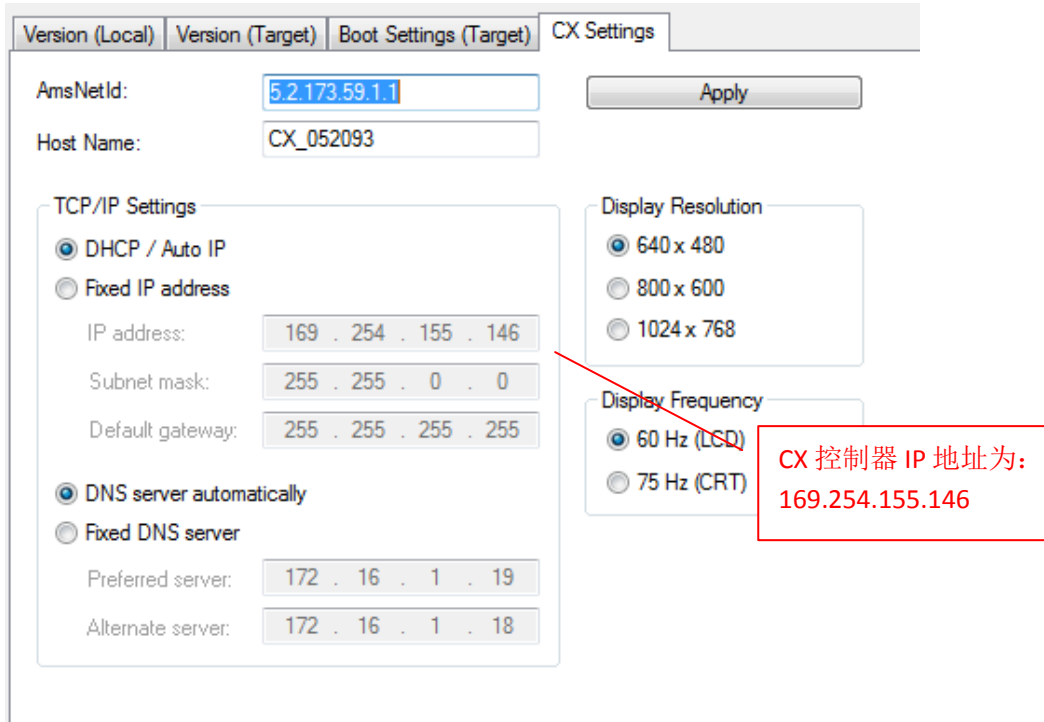 Version (Local) Version (Target) Boot Settings (Target) CX Settings
AmsNetId: 5.2.173.59.1.1 Apply
Host Name: CX_052093
TCP/IP Settings
DHCP / Auto IP
Fixed IP address
IP address: 169 . 254 . 155 . 146
Subnet mask: 255 . 255 . 0 . 0
Default gateway: 255 . 255 . 255 . 255
DNS server automatically
Fixed DNS server
Preferred server: 172 . 16 . 1 . 19
Alternate server: 172 . 16 . 1 . 18
Display Resolution
640 x 480
800 x 600
1024 x 768
Display Frequency
60 Hz (LCD)
75 Hz (CRT)
CX 控制器 IP 地址为：
169.254.155.146